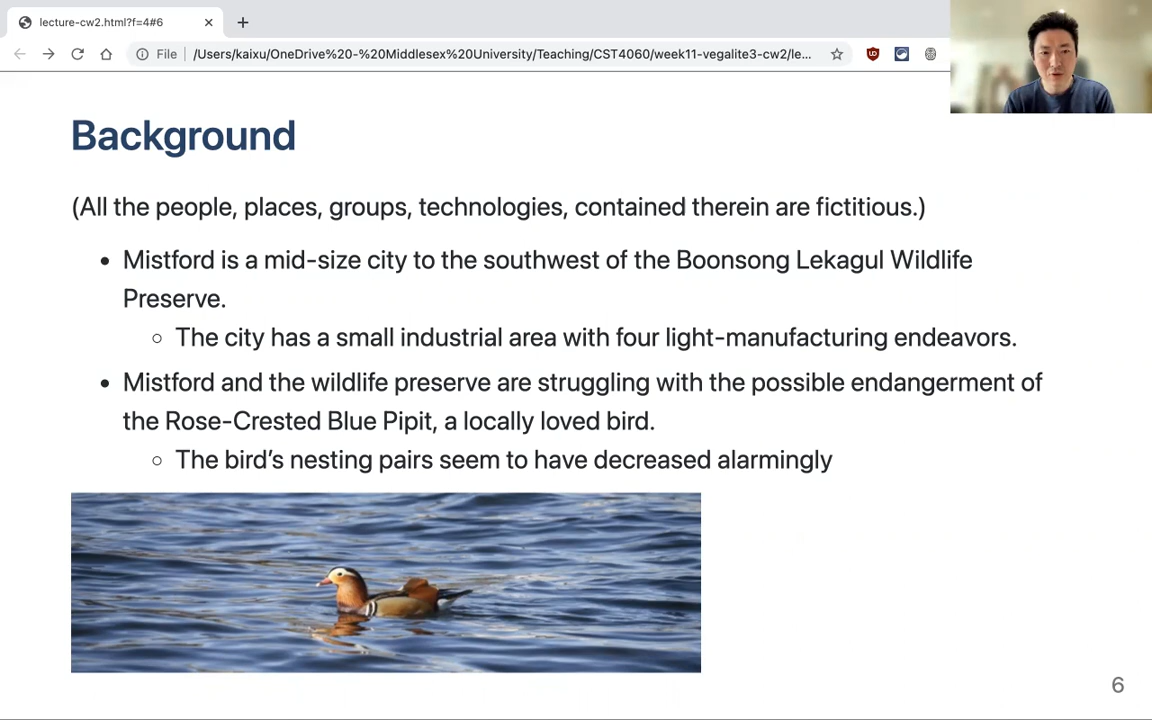 lecture-cw2.html?f=4#6
File
/Users/kaixu/OneDrive%20-%20Middlesex%20University/Teaching/CST4060/week11-vegalite3-cw2/le...
Background
(All the people, places, groups, technologies, contained therein are fictitious.)
• Mistford is a mid-size city to the southwest of the Boonsong Lekagul Wildlife
Preserve.
○ The city has a small industrial area with four light-manufacturing endeavors.
• Mistford and the wildlife preserve are struggling with the possible endangerment of
the Rose-Crested Blue Pipit, a locally loved bird.
○ The bird’s nesting pairs seem to have decreased alarmingly
6